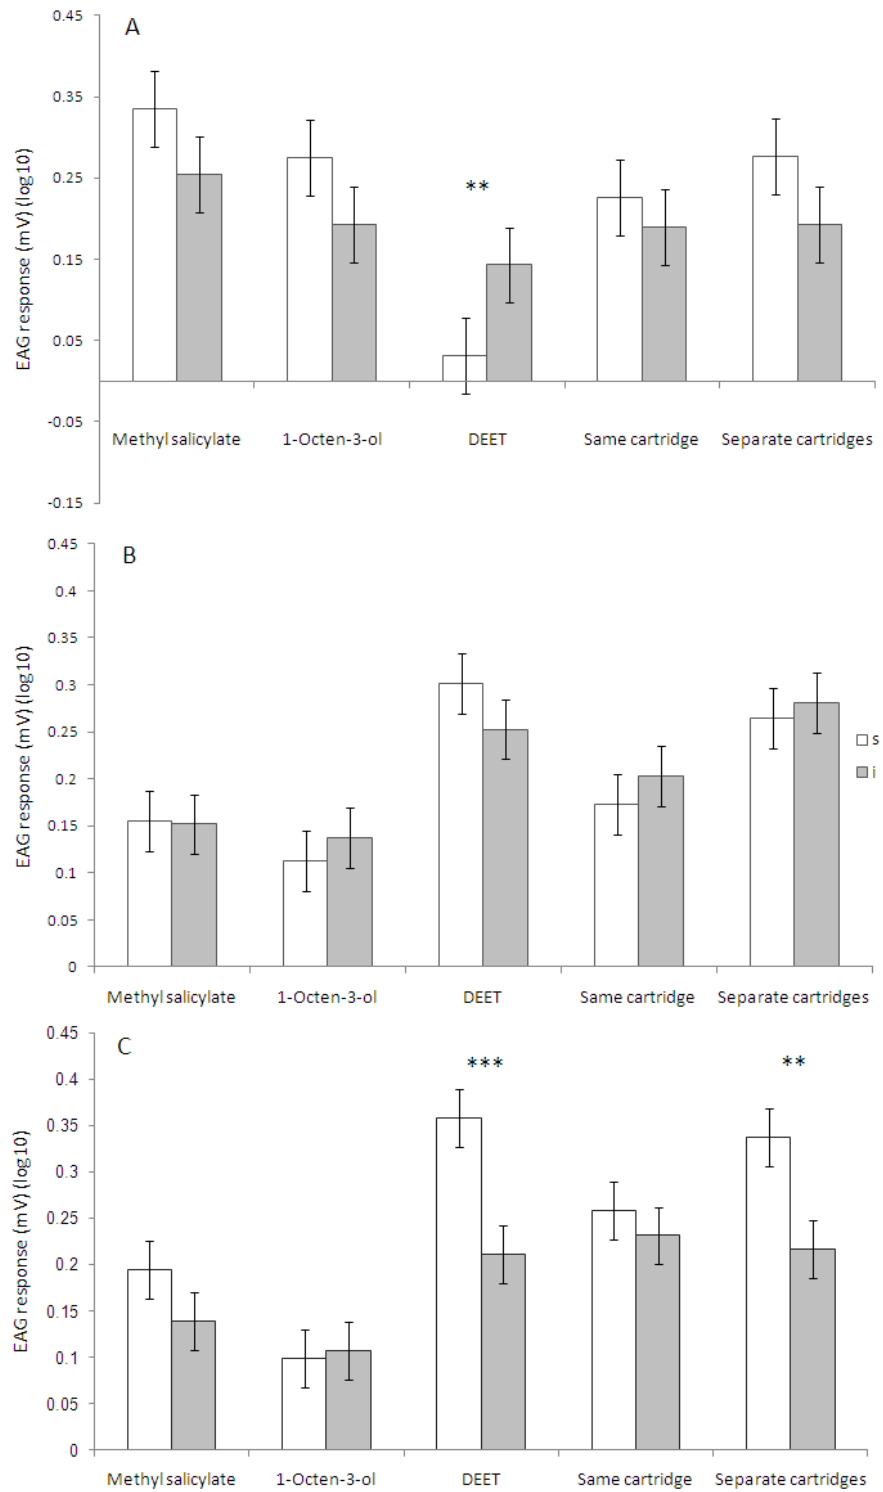 A
EAG response (mV) (log10)
0.45
0.35
0.25
0.15
0.05
-0.05
-0.15
**
Methyl salicylate 1-Octen-3-ol DEET Same cartridge Separate cartridges
B
EAG response (mV) (log10)
0.45
0.4
0.35
0.3
0.25
0.2
0.15
0.1
0.05
0
s
i
Methyl salicylate 1-Octen-3-ol DEET Same cartridge Separate cartridges
C
EAG response (mV) (log10)
0.45
0.4
0.35
0.3
0.25
0.2
0.15
0.1
0.05
0
*** **
Methyl salicylate 1-Octen-3-ol DEET Same cartridge Separate cartridges